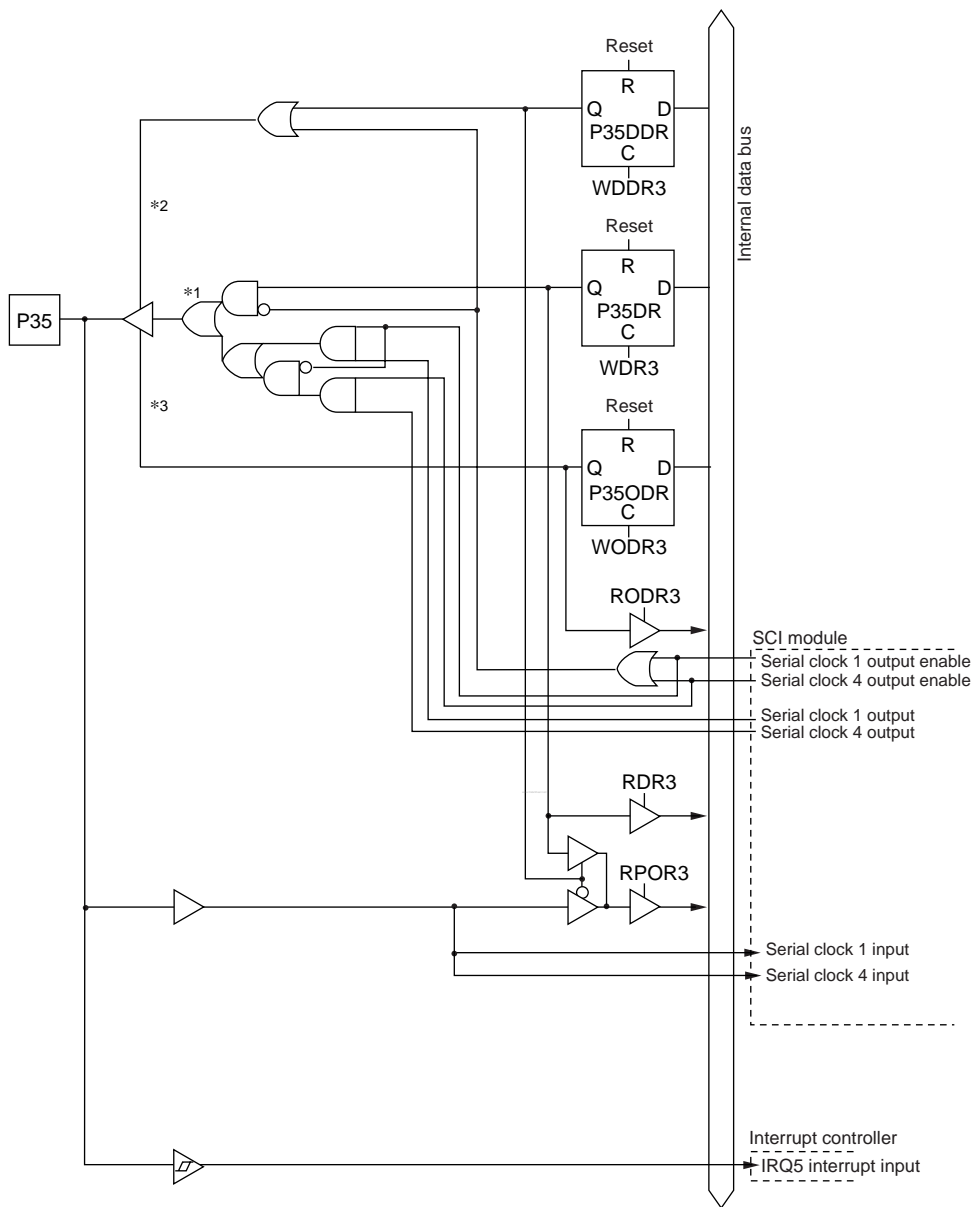 Reset
R
Q D
P35DDR
C
WDDR3
Internal data bus
*2
Reset
R
*1
Q D
P35
P35DR
C
WDR3
*3
Reset
R
Q D
P35ODR
C
WODR3
RODR3
SCI module
Serial clock 1 output enable
Serial clock 4 output enable
Serial clock 1 output
Serial clock 4 output
RDR3
RPOR3
Serial clock 1 input
Serial clock 4 input
Interrupt controller
IRQ5 interrupt input